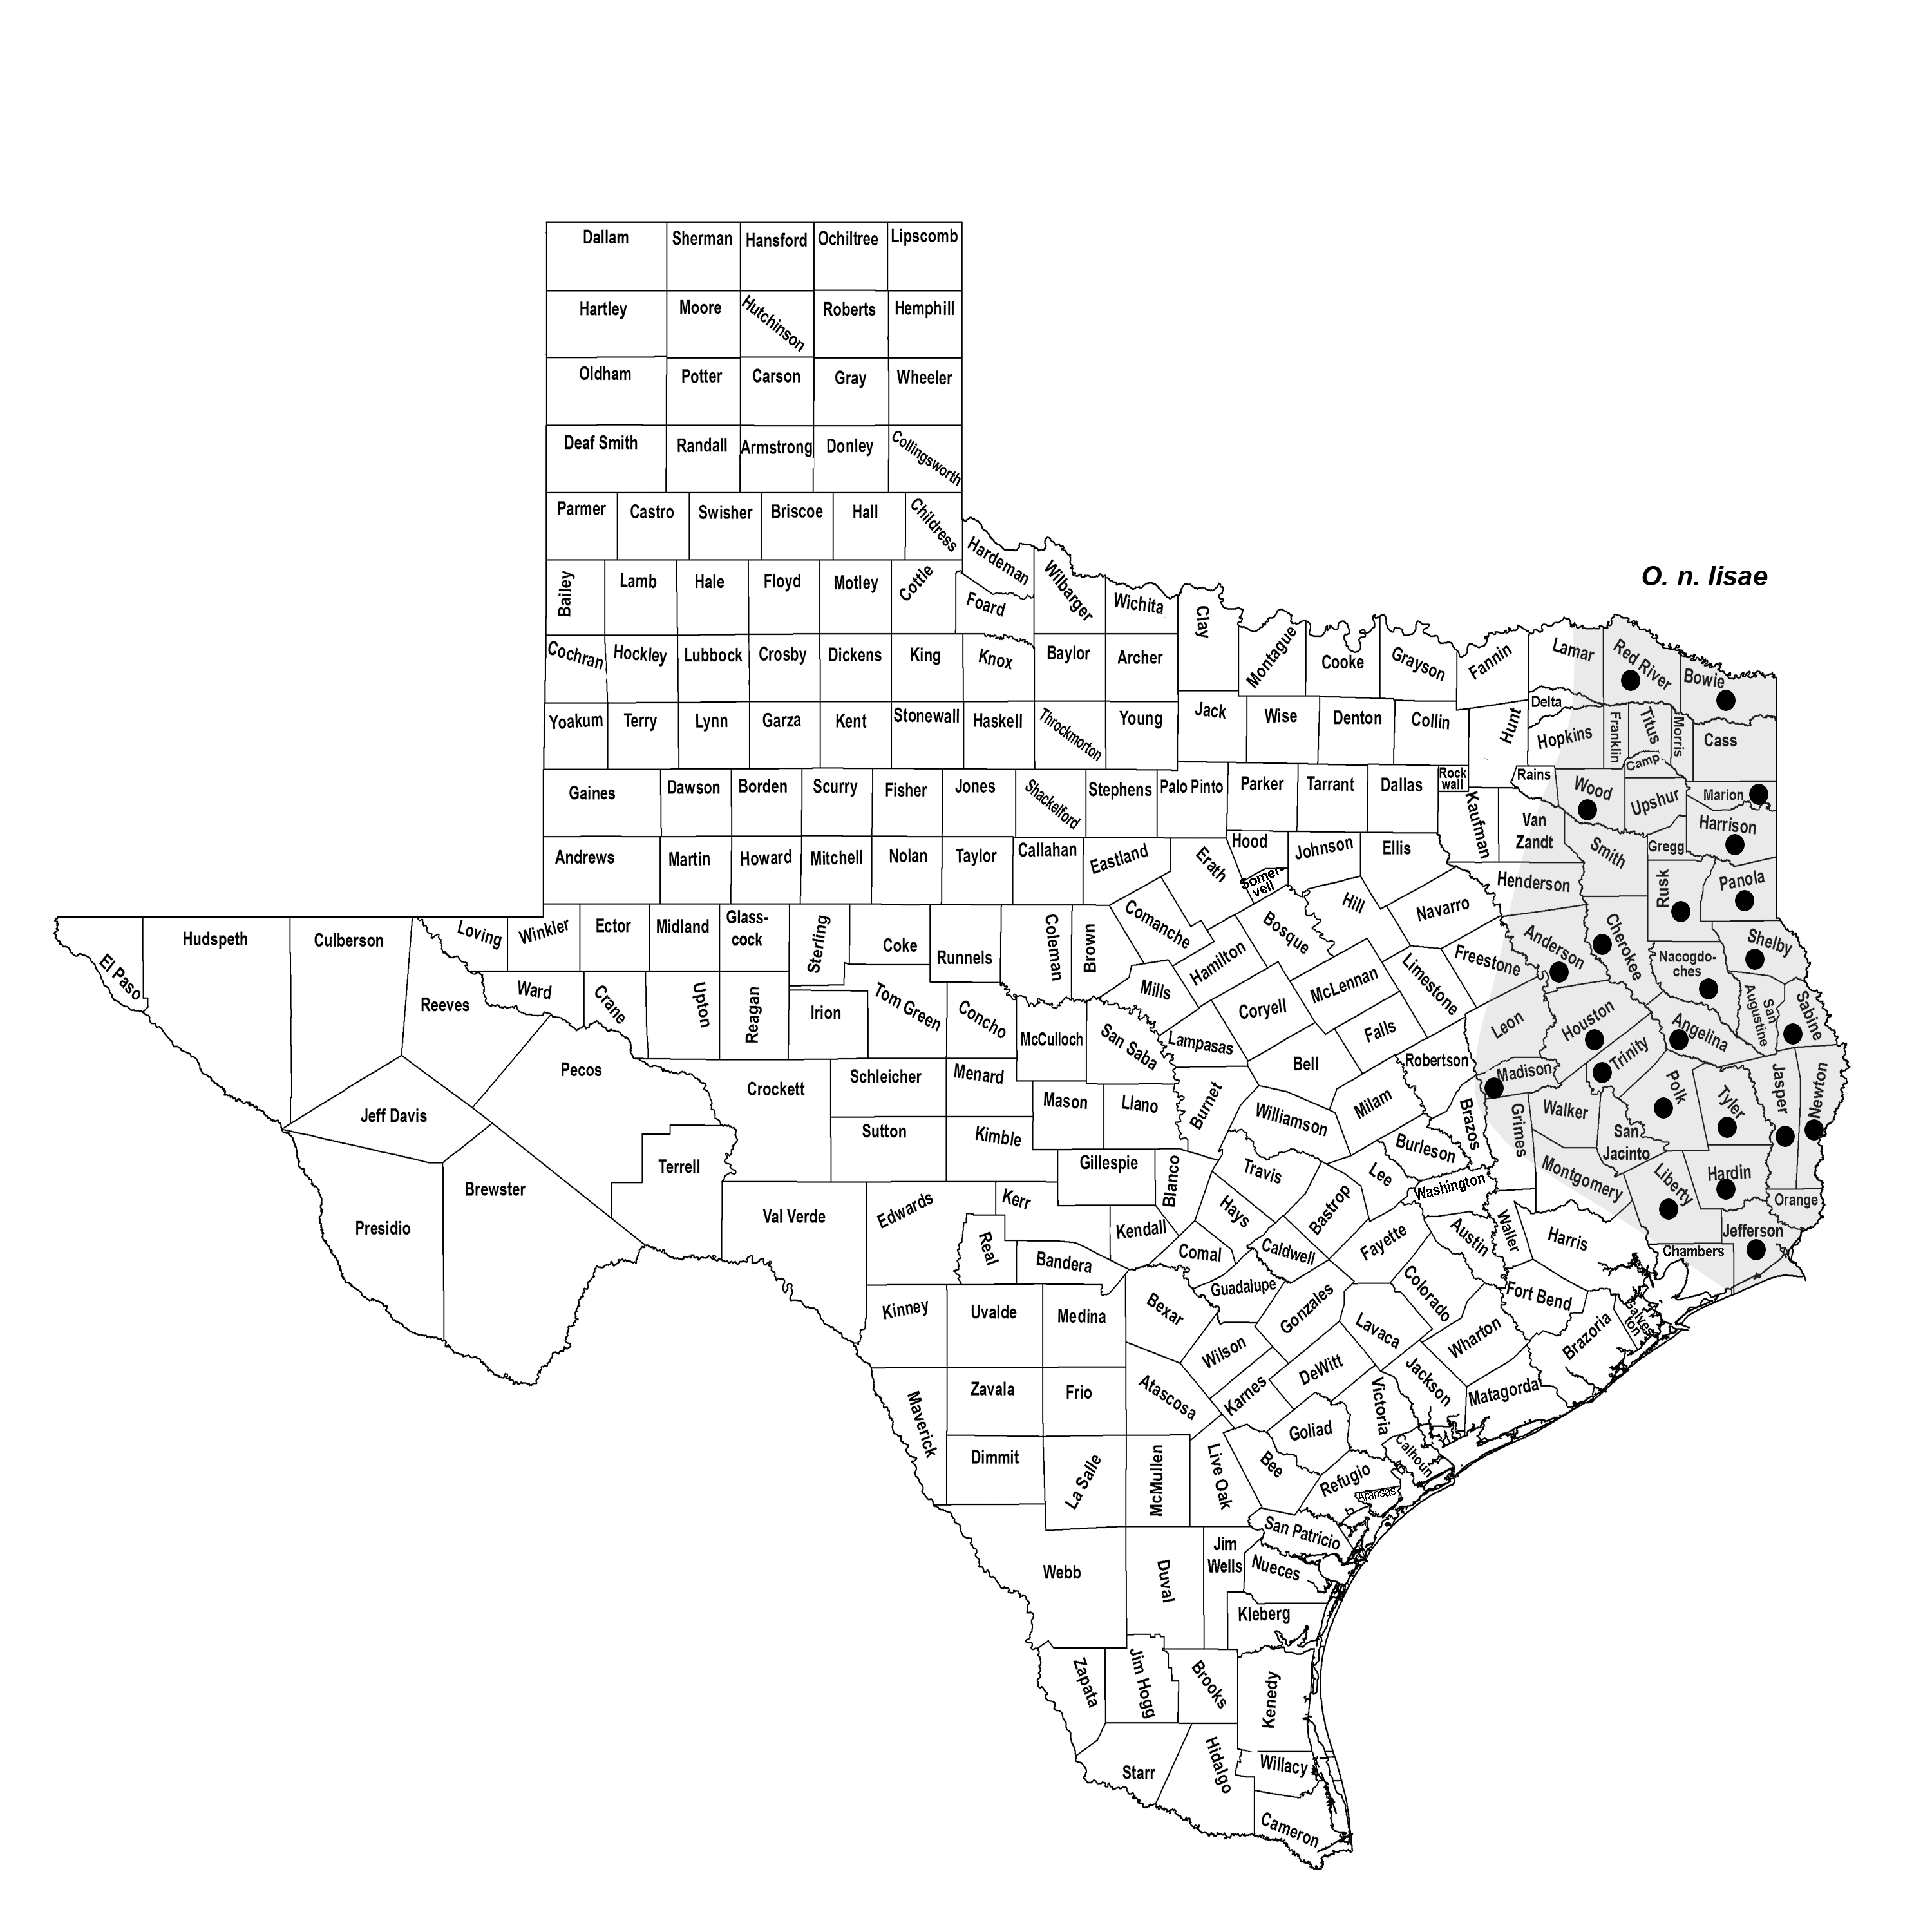 Dallam
Sherman
Hansford
Ochiltree
Lipscomb
Hartley
Moore
Hutchinson
Roberts
Hemphill
Oldham
Potter
Carson
Gray
Wheeler
Deaf Smith
Randall
Armstrong
Donley
Collingsworth
Parmer
Castro
Swisher
Briscoe
Hall
Childress
Hardeman
Bailey
Lamb
Hale
Floyd
Motley
Cottle
Foard
Wilbarger
Wichita
Clay
Montague
Cooke
Grayson
Fannin
Lamar
Red River
Bowie
O. n. lisae
Cochran
Hockley
Lubbock
Crosby
Dickens
King
Knox
Baylor
Archer
Yoakum
Terry
Lynn
Garza
Kent
Stonewall
Haskell
Throckmorton
Young
Jack
Wise
Denton
Collin
Hunt
Delta
Hopkins
Franklin
Titus
Morris
Cass
Camp
Gaines
Dawson
Borden
Scurry
Fisher
Jones
Shackelford
Stephens
Palo Pinto
Parker
Tarrant
Dallas
Rock
wall
Kaufman
Rains
Van
Zandt
Wood
Upshur
Marion
Harrison
Gregg
Smith
Andrews
Martin
Howard
Mitchell
Nolan
Taylor
Callahan
Eastland
Erath
Hood
Somer-
vell
Johnson
Ellis
Henderson
Rusk
Panola
El Paso
Hudspeth
Culberson
Reeves
Loving
Winkler
Ector
Midland
Glass-
cock
Sterling
Coke
Runnels
Coleman
Brown
Comanche
Hamilton
Bosque
Hill
Navarro
Freestone
Anderson
Cherokee
Nacogdo-
ches
Shelby
Ward
Crane
Upton
Reagan
Irion
Tom Green
Concho
McCulloch
San Saba
Mills
Lampasas
Coryell
McLennan
Limestone
Falls
Bell
Leon
Houston
Trinity
Angelina
San
Augustine
Sabine
Jeff Davis
Pecos
Crockett
Schleicher
Menard
Mason
Llano
Burnet
Williamson
Milam
Robertson
Brazos
Madison
Grimes
Walker
San
Jacinto
Polk
Tyler
Jasper
Newton
Presidio
Brewster
Terrell
Sutton
Kimble
Gillespie
Blanco
Travis
Lee
Burleson
Washington
Montgomery
Liberty
Hardin
Orange
Val Verde
Edwards
Kerr
Real
Bandera
Kendall
Comal
Hays
Caldwell
Bastrop
Fayette
Austin
Waller
Harris
Chambers
Jefferson
Kinney
Uvalde
Medina
Bexar
Guadalupe
Gonzales
Lavaca
Colorado
Wharton
Fort Bend
Brazoria
Galves
ton
Maverick
Zavala
Frio
Atascosa
Wilson
Karnes
DeWitt
Victoria
Jackson
Matagorda
Dimmit
La Salle
McMullen
Live Oak
Bee
Goliad
Refugio
Calhoun
Aransas
San Patricio
Webb
Duval
Jim
Wells
Nueces
Kleberg
Zapata
Jim Hogg
Brooks
Kenedy
Starr
Hidalgo
Willacy
Cameron